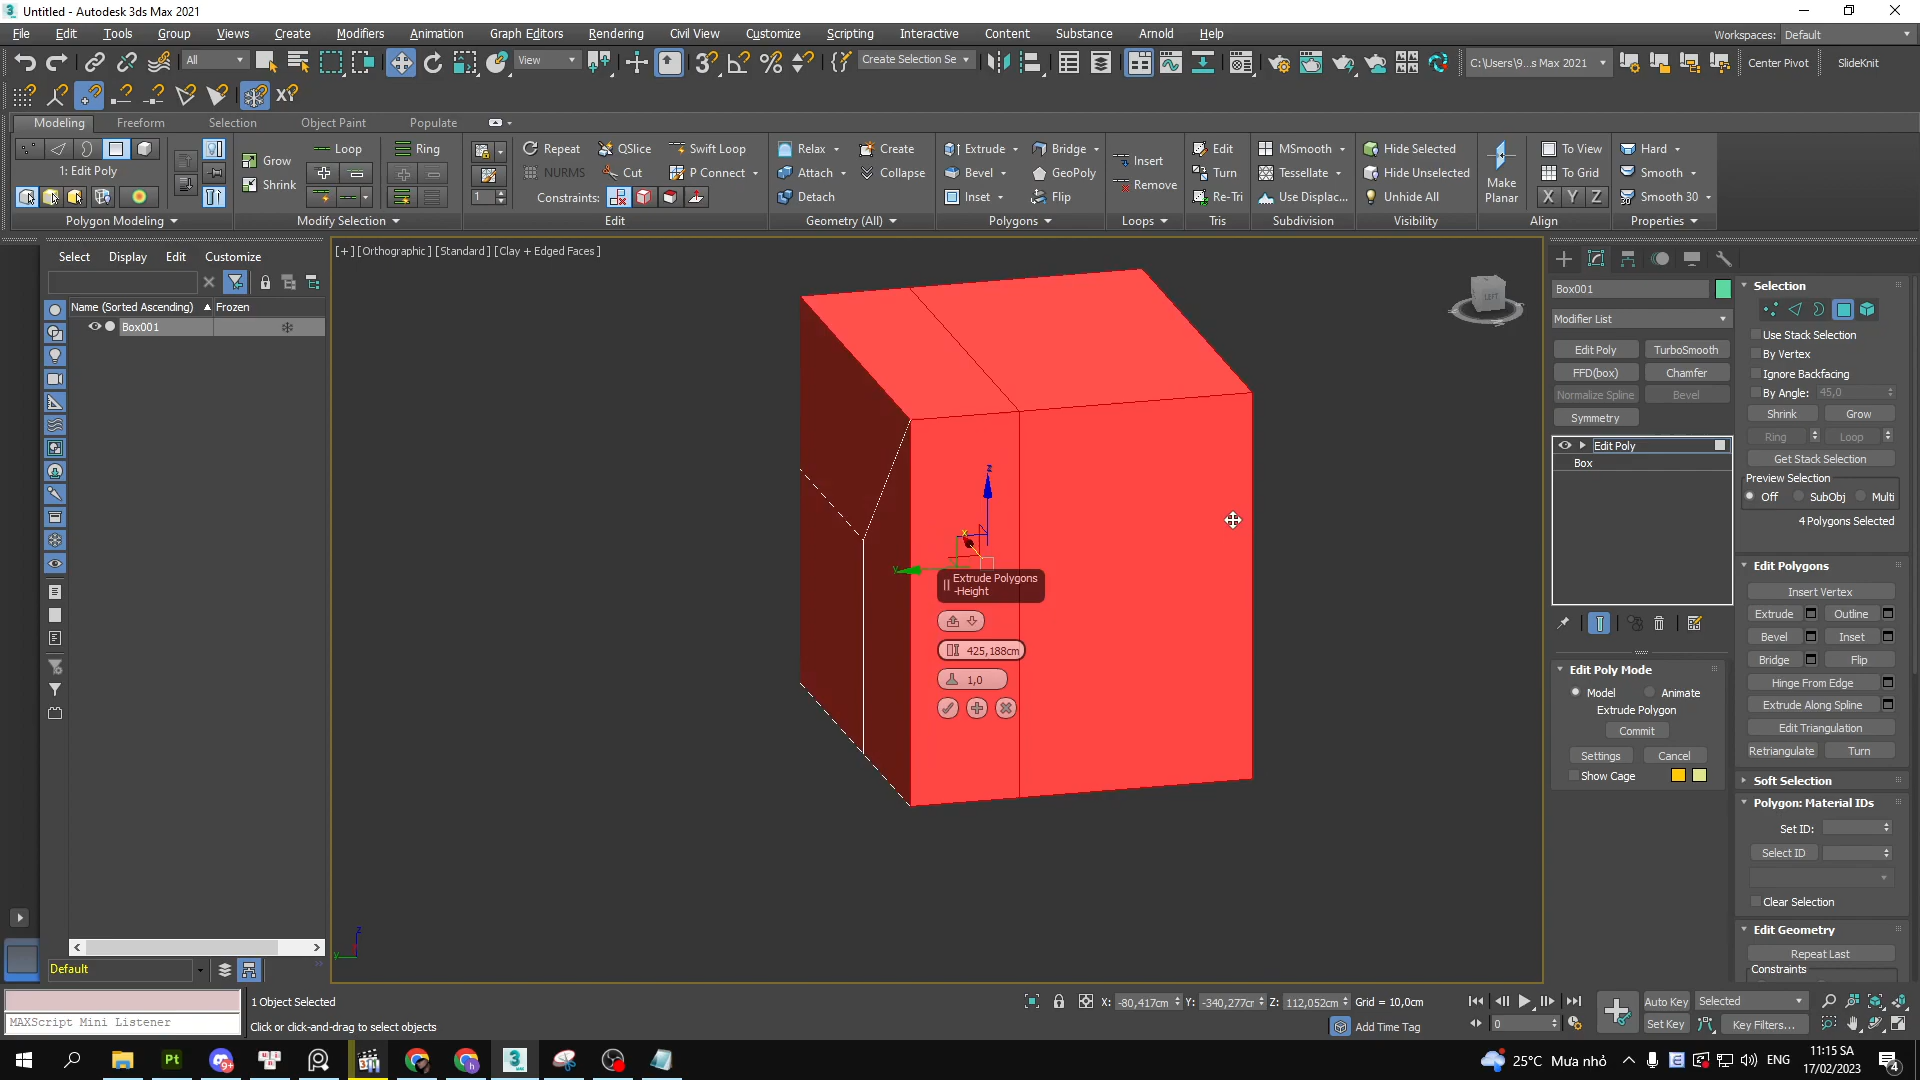 Untitled - Autodesk 3ds Max 2021
File Edit Tools Group Views Create Modifiers Animation Graph Editors Rendering Civil View Customize Scripting Interactive Content Substance Arnold Help
Workspaces: Default
All View Create Selection Se C:\Users\9...s Max 2021 Center Pivot SlideKnit
XY
Modeling Freeform Selection Object Paint Populate
Loop Ring Repeat QSlice Swift Loop Relax Create Extrude Bridge Insert Edit MSmooth Hide Selected To View Hard
1: Edit Poly Grow Shrink NURMS Cut P Connect Attach Collapse Bevel GeoPoly Remove Turn Tessellate Hide Unselected Make Planar To Grid Smooth
1 Constraints: Detach Inset Flip Re-Tri Use Displac... Unhide All X Y Z Smooth 30
Polygon Modeling Modify Selection Edit Geometry (All) Polygons Loops Tris Subdivision Visibility Align Properties
Select Display Edit Customize
Name (Sorted Ascending) Frozen
Box001
[+] [Orthographic] [Standard] [Clay + Edged Faces]
LEFT
z
x
y
Extrude Polygons
-Height
425,188cm
1,0
z
y
Box001
Modifier List
Edit Poly TurboSmooth
FFD(box) Chamfer
Normalize Spline Bevel
Symmetry
Edit Poly
Box
Edit Poly Mode
Model Animate
Extrude Polygon
Commit
Settings Cancel
Show Cage
Selection
Use Stack Selection
By Vertex
Ignore Backfacing
By Angle: 45,0
Shrink Grow
Ring Loop
Get Stack Selection
Preview Selection
Off SubObj Multi
4 Polygons Selected
Edit Polygons
Insert Vertex
Extrude Outline
Bevel Inset
Bridge Flip
Hinge From Edge
Extrude Along Spline
Edit Triangulation
Retriangulate Turn
Soft Selection
Polygon: Material IDs
Set ID:
Select ID
Clear Selection
Edit Geometry
Repeat Last
Constraints
Default
MAXScript Mini Listener
1 Object Selected
Click or click-and-drag to select objects
X: -80,417cm Y: -340,277cm Z: 112,052cm Grid = 10,0cm
Add Time Tag
0
Auto Key Selected
Set Key Key Filters...
Pt 9+ 3
25°C Mưa nhỏ ENG 11:15 SA
17/02/2023 4